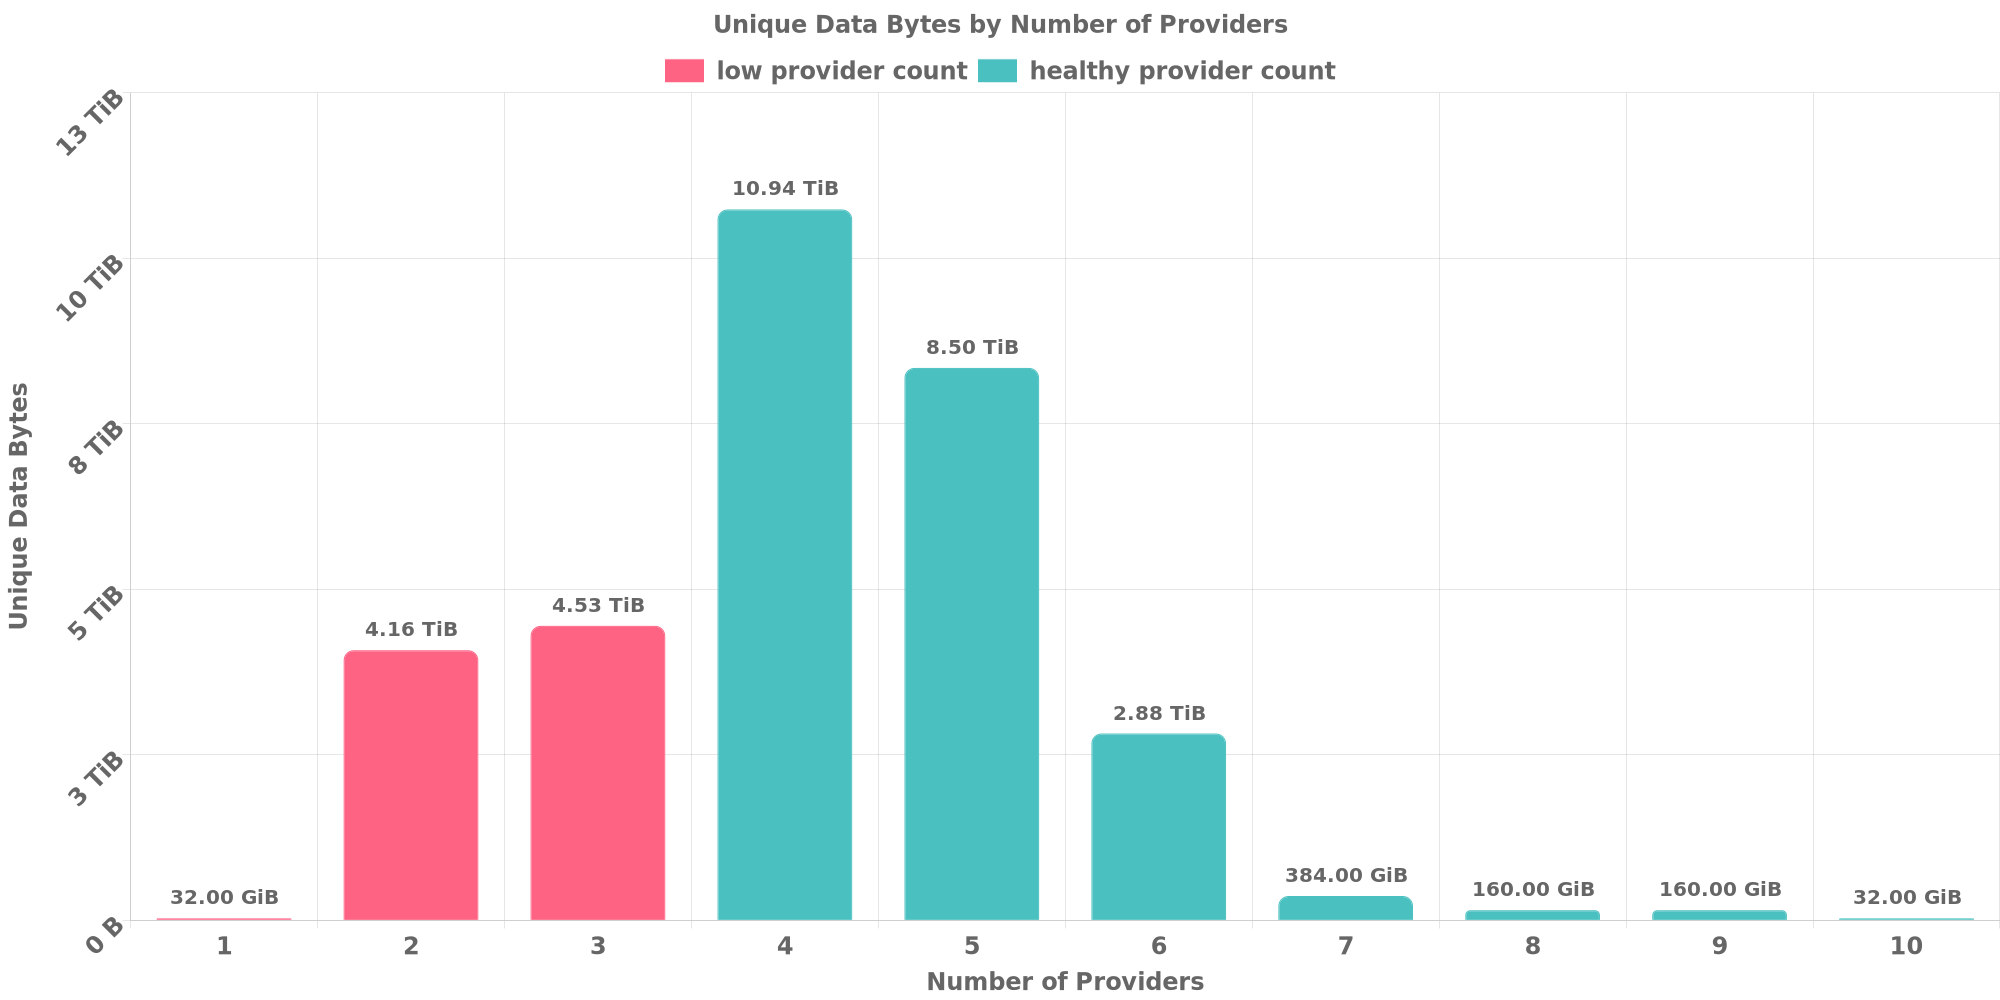 Unique Data Bytes by Number of Providers
low provider count
healthy provider count
13 TiB
10 TiB
8 TiB
5 TiB
3 TiB
0 B
Unique Data Bytes
32.00 GiB
4.16 TiB
4.53 TiB
10.94 TiB
8.50 TiB
2.88 TiB
384.00 GiB
160.00 GiB
160.00 GiB
32.00 GiB
1 2 3 4 5 6 7 8 9 10
Number of Providers